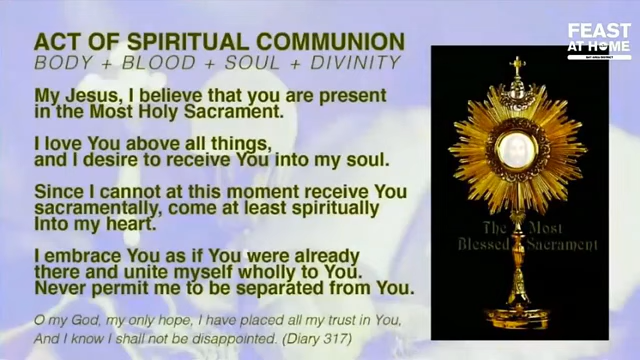 ACT OF SPIRITUAL COMMUNION
BODY + BLOOD + SOUL + DIVINITY
My Jesus, I believe that you are present
in the Most Holy Sacrament.
I love You above all things,
and I desire to receive You into my soul.
Since I cannot at this moment receive You
sacramentally, come at least spiritually
Into my heart.
I embrace You as if You were already
there and unite myself wholly to You.
Never permit me to be separated from You.
O my God, my only hope, I have placed all my trust in You,
And I know I shall not be disappointed. (Diary 317)
FEAST
AT HOME
BAY AREA DISTRICT
The Most
Blessed Sacrament